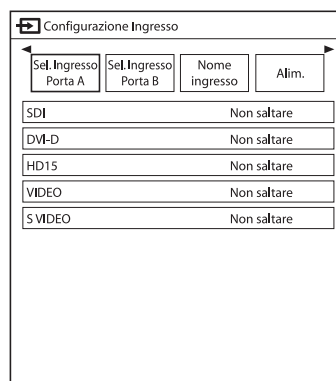 Configurazione Ingresso
Sel. Ingresso Porta A
Sel. Ingresso Porta B
Nome ingresso
Alim.
SDI Non saltare
DVI-D Non saltare
HD15 Non saltare
VIDEO Non saltare
S VIDEO Non saltare